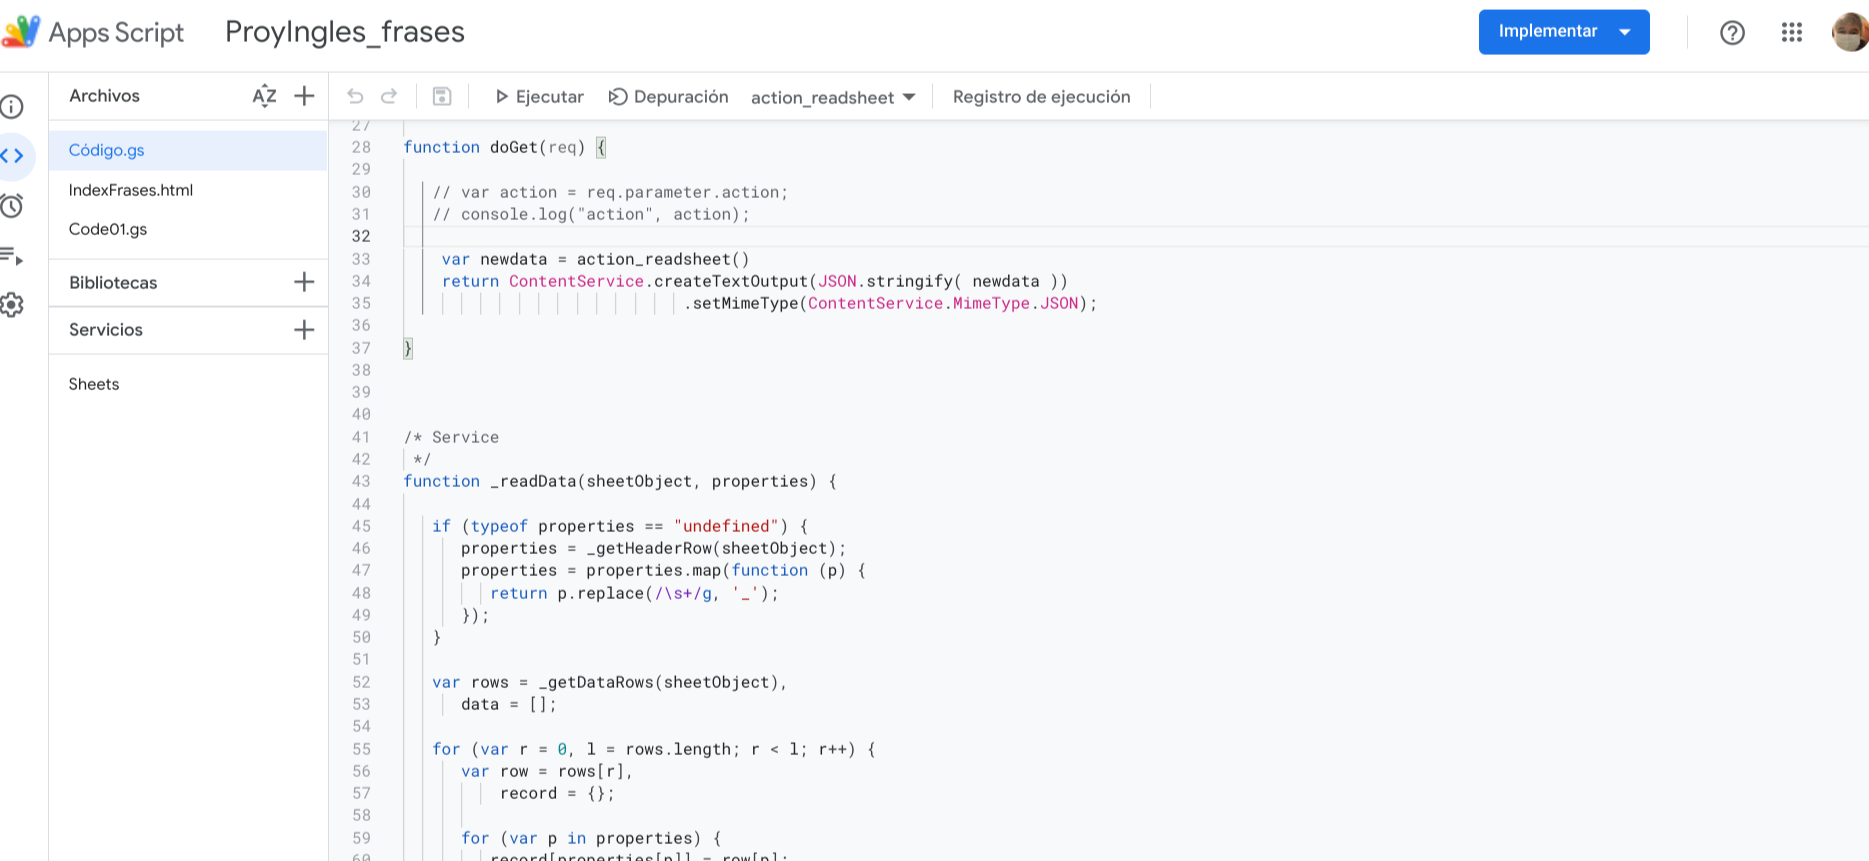 Apps Script ProyIngles_frases Implementar
Archivos AZ Ejecutar Depuración action_readsheet Registro de ejecución
Código.gs
IndexFrases.html
Code01.gs
Bibliotecas
Servicios
Sheets
27
28 function doGet(req) {
29
30 // var action = req.parameter.action;
31 // console.log("action", action);
32
33 var newdata = action_readsheet()
34 return ContentService.createTextOutput(JSON.stringify( newdata ))
35 .setMimeType(ContentService.MimeType.JSON);
36
37 }
38
39
40
41 /* Service
42 */
43 function _readData(sheetObject, properties) {
44
45 if (typeof properties == "undefined") {
46 properties = _getHeaderRow(sheetObject);
47 properties = properties.map(function (p) {
48 return p.replace(/\s+/g, '_');
49 });
50 }
51
52 var rows = _getDataRows(sheetObject),
53 data = [];
54
55 for (var r = 0, l = rows.length; r < l; r++) {
56 var row = rows[r],
57 record = {};
58
59 for (var p in properties) {
60 record[properties[p]] = row[p];